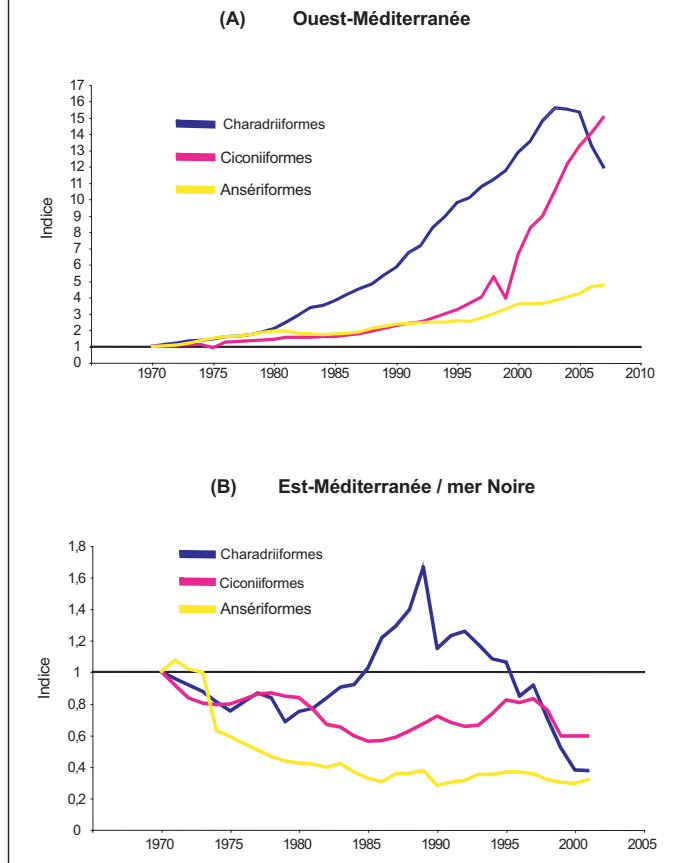 (A) Ouest-Méditerranée
17
16
15
14
13
12
11
10
9
8
7
6
5
4
3
2
1
0
Indice
Charadriiformes
Ciconiiformes
Ansériformes
1970 1975 1980 1985 1990 1995 2000 2005 2010
(B) Est-Méditerranée / mer Noire
1,8
1,6
1,4
1,2
1
0,8
0,6
0,4
0,2
0
Indice
Charadriiformes
Ciconiiformes
Ansériformes
1970 1975 1980 1985 1990 1995 2000 2005